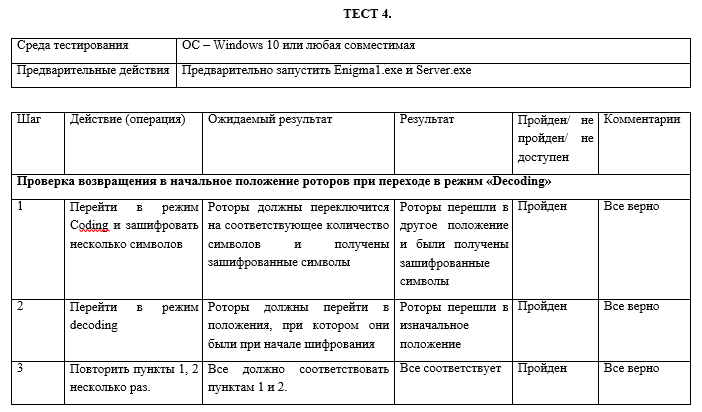 ТЕСТ 4.
Среда тестирования ОС – Windows 10 или любая совместимая
Предварительные действия Предварительно запустить Enigma1.exe и Server.exe
Шаг Действие (операция) Ожидаемый результат Результат Пройден/ не пройден/ не доступен Комментарии
Проверка возвращения в начальное положение роторов при переходе в режим «Decoding»
1
Перейти в режим
Coding и зашифровать
несколько символов
Роторы должны переключится
на соответствующее количество
символов и получены
зашифрованные символы
Роторы перешли в
другое положение
и были получены
зашифрованные
символы
Пройден
Все верно
2
Перейти в режим
decoding
Роторы должны перейти в
положения, при котором они
были при начале шифрования
Роторы перешли в
изначальное
положение
Пройден
Все верно
3
Повторить пункты 1, 2
несколько раз.
Все должно соответствовать
пунктам 1 и 2.
Все соответствует
Пройден
Все верно